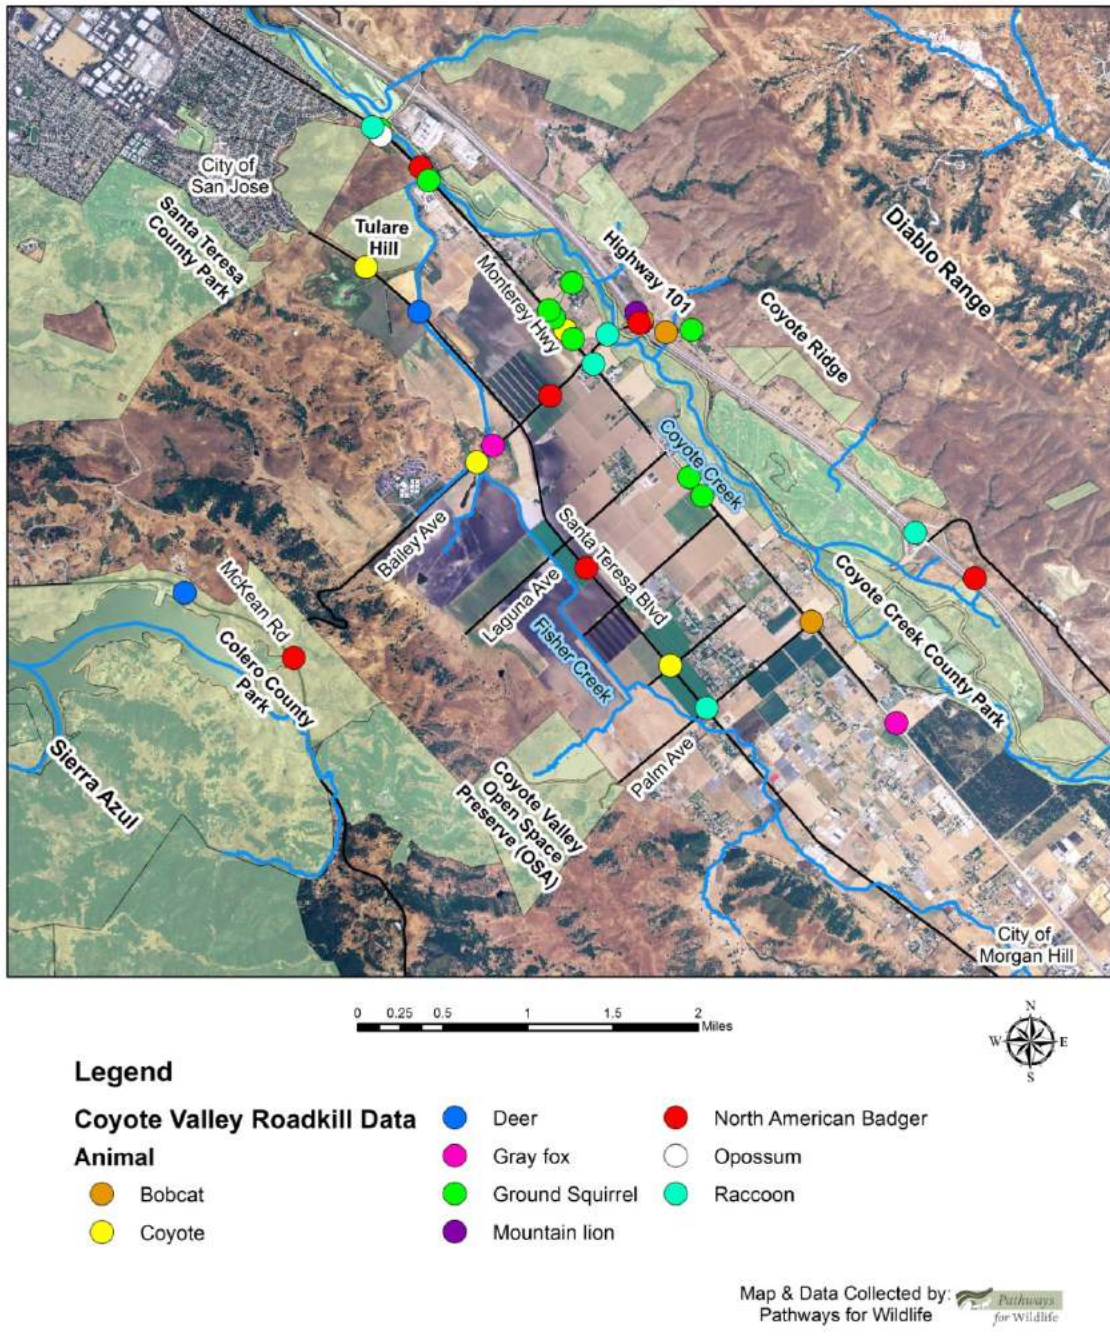 City of
San Jose
Santa Teresa
County Park
Tulare
Hill
Monterey Hwy
Highway 101
Diablo Range
Coyote Ridge
Coyote Creek
Bailey Ave
Laguna Ave
Santa Teresa Blvd
Fisher Creek
McKean Rd
Colero County
Park
Sierra Azul
Coyote Valley
Open Space
Preserve (OSA)
Palm Ave
Coyote Creek County Park
City of
Morgan Hill
0 0.25 0.5 1 1.5 2
Miles
N
W E
S
Legend
Coyote Valley Roadkill Data
Animal
Bobcat
Coyote
Deer
Gray fox
Ground Squirrel
Mountain lion
North American Badger
Opossum
Raccoon
Map & Data Collected by:
Pathways for Wildlife
Pathways
for Wildlife